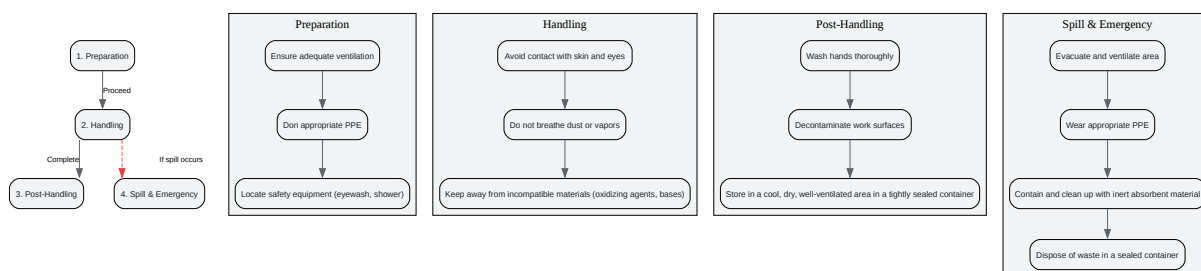 1. Preparation
Proceed
2. Handling
Complete
If spill occurs
3. Post-Handling
4. Spill & Emergency
Preparation
Ensure adequate ventilation
Don appropriate PPE
Locate safety equipment (eyewash, shower)
Handling
Avoid contact with skin and eyes
Do not breathe dust or vapors
Keep away from incompatible materials (oxidizing agents, bases)
Post-Handling
Wash hands thoroughly
Decontaminate work surfaces
Store in a cool, dry, well-ventilated area in a tightly sealed container
Spill & Emergency
Evacuate and ventilate area
Wear appropriate PPE
Contain and clean up with inert absorbent material
Dispose of waste in a sealed container